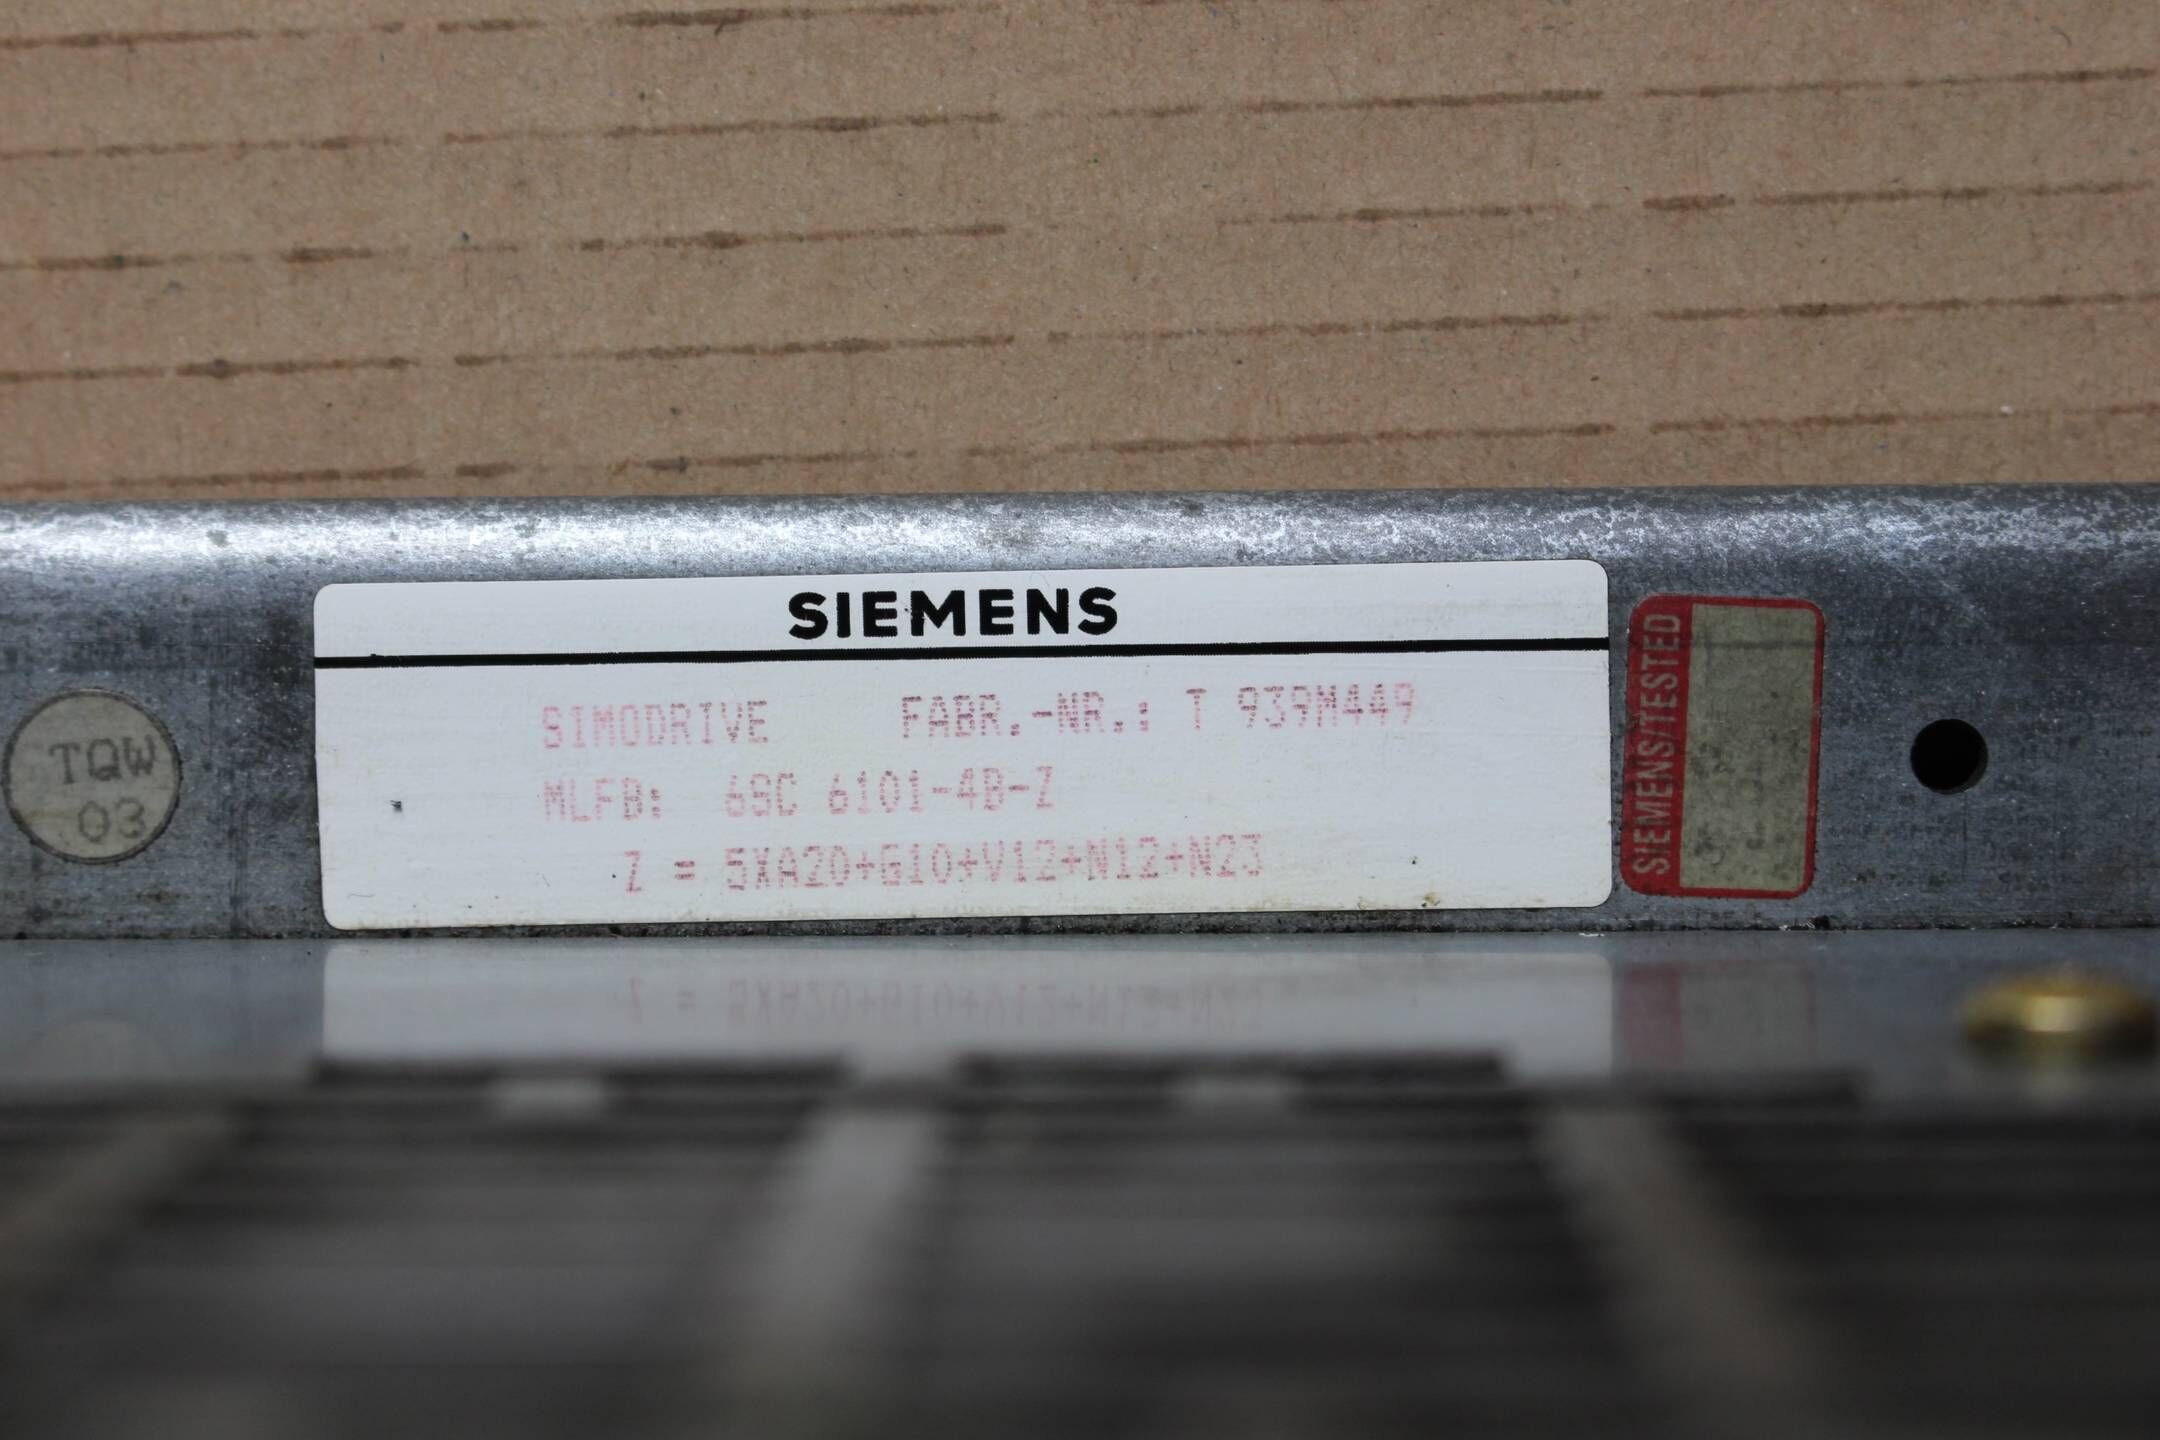 SIEMENS
SIMODRIVE FABR.-NR.: T 939M449
MLFB: 6SC 6101-4B-Z
Z = 5XA20+G10+V12+N12+N23
TQW
03
SIEMENS/TESTED